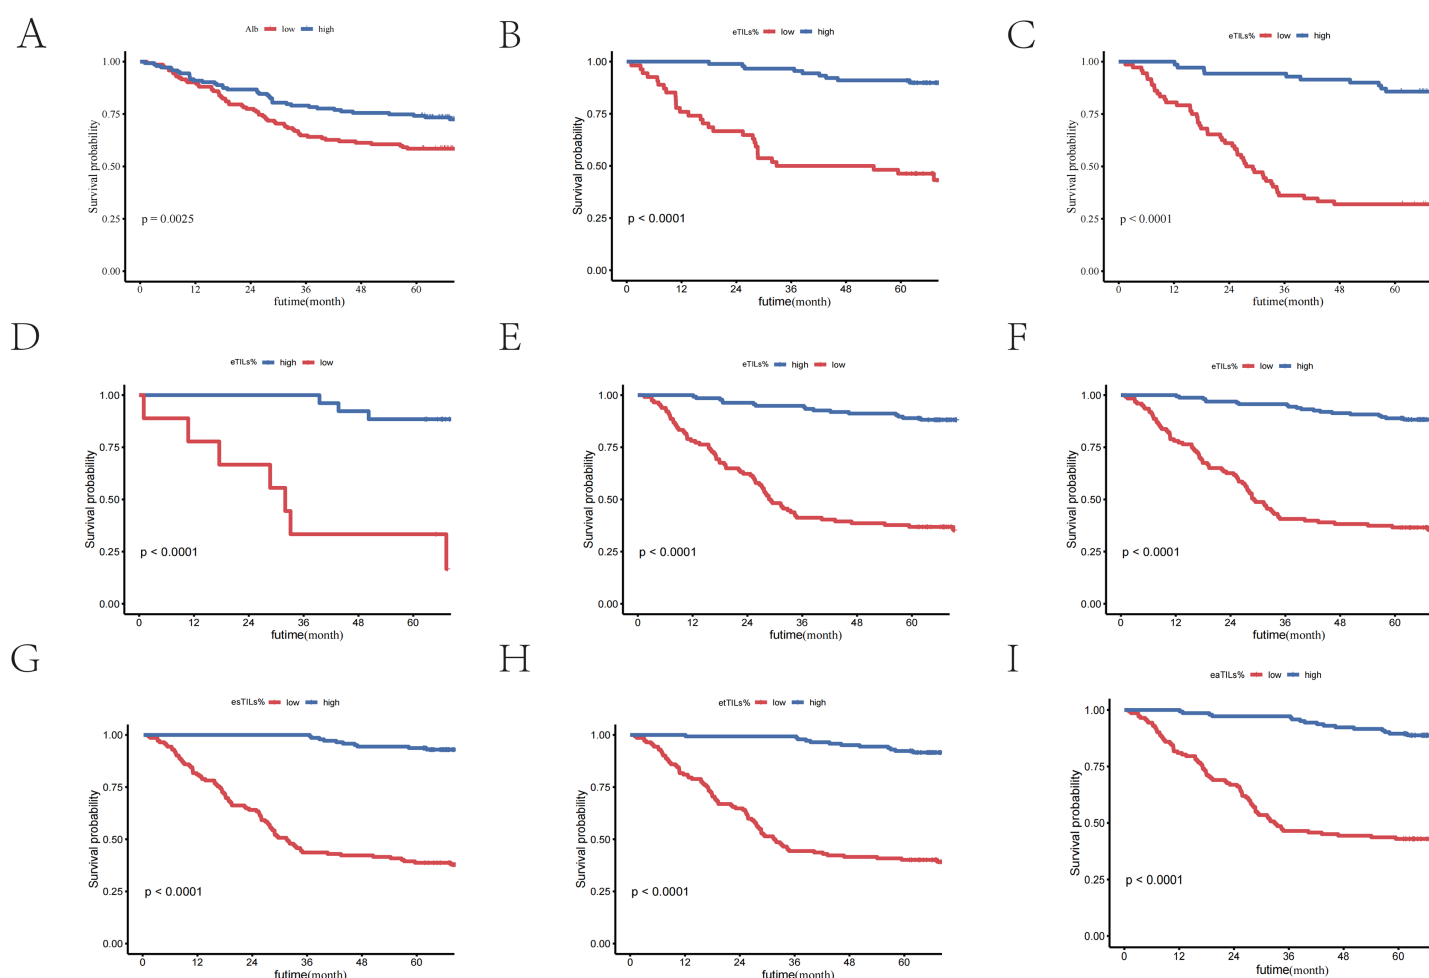 A
Alb low high
1.00
0.75
0.50
0.25
0.00
Survival probability
p = 0.0025
0 12 24 36 48 60
futime(month)
B
eTILs% low high
1.00
0.75
0.50
0.25
0.00
Survival probability
p < 0.0001
0 12 24 36 48 60
futime(month)
C
eTILs% low high
1.00
0.75
0.50
0.25
0.00
Survival probability
p < 0.0001
0 12 24 36 48 60
futime(month)
D
eTILs% high low
1.00
0.75
0.50
0.25
0.00
Survival probability
p < 0.0001
0 12 24 36 48 60
futime(month)
E
eTILs% high low
1.00
0.75
0.50
0.25
0.00
Survival probability
p < 0.0001
0 12 24 36 48 60
futime(month)
F
eTILs% low high
1.00
0.75
0.50
0.25
0.00
Survival probability
p < 0.0001
0 12 24 36 48 60
futime(month)
G
esTILs% low high
1.00
0.75
0.50
0.25
0.00
Survival probability
p < 0.0001
0 12 24 36 48 60
futime(month)
H
etTILs% low high
1.00
0.75
0.50
0.25
0.00
Survival probability
p < 0.0001
0 12 24 36 48 60
futime(month)
I
eaTILs% low high
1.00
0.75
0.50
0.25
0.00
Survival probability
p < 0.0001
0 12 24 36 48 60
futime(month)